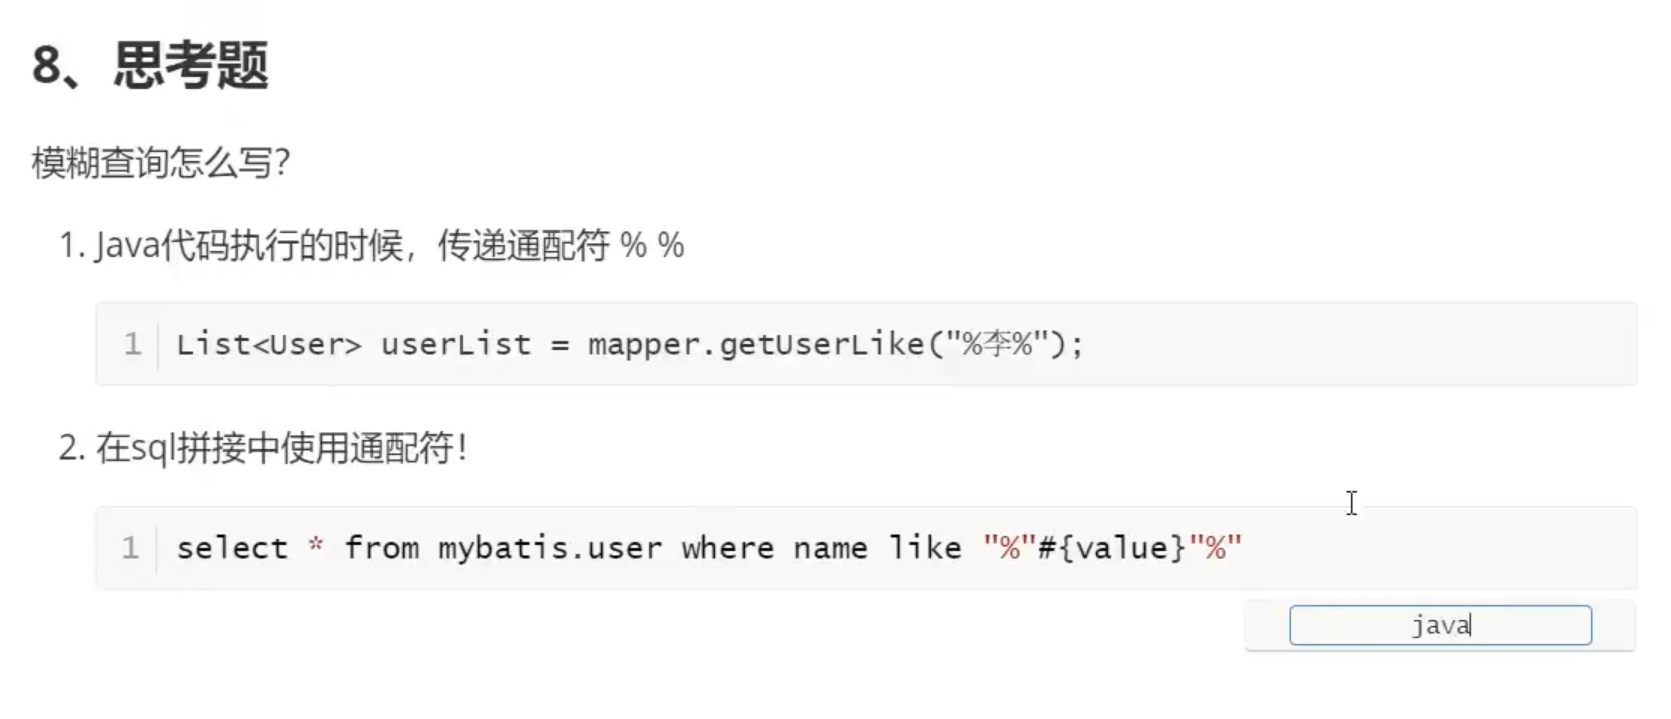 8、思考题
模糊查询怎么写？
1. Java代码执行的时候，传递通配符 % %
1 List<User> userList = mapper.getUserLike("%李%");
2. 在sql拼接中使用通配符！
1 select * from mybatis.user where name like "%"#{value}"%"
java